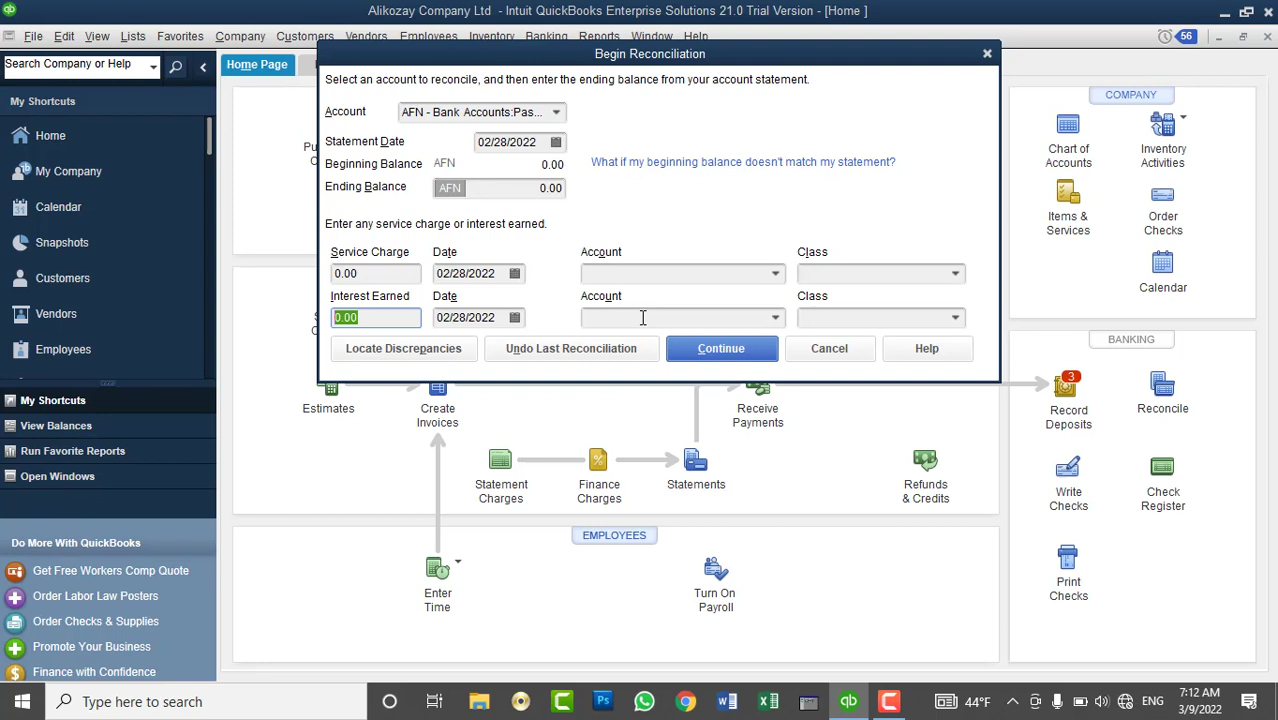 Alikozay Company Ltd - Intuit QuickBooks Enterprise Solutions 21.0 Trial Version - [Home ]
File Edit View Lists Favorites Company Customers Vendors Employees Inventory Banking Reports Window Help
56
Search Company or Help
Home Page
My Shortcuts
Home
My Company
Calendar
Snapshots
Customers
Vendors
Employees
My Shortcuts
View Balances
Run Favorite Reports
Open Windows
Do More With QuickBooks
Get Free Workers Comp Quote
Order Labor Law Posters
Order Checks & Supplies
Promote Your Business
Finance with Confidence
Begin Reconciliation
Select an account to reconcile, and then enter the ending balance from your account statement.
Account AFN - Bank Accounts:Pas...
Statement Date 02/28/2022
Beginning Balance AFN 0.00 What if my beginning balance doesn't match my statement?
Ending Balance AFN 0.00
Enter any service charge or interest earned.
Service Charge Date Account Class
0.00 02/28/2022
Interest Earned Date Account Class
0.00 02/28/2022
Locate Discrepancies Undo Last Reconciliation Continue Cancel Help
Estimates
Create
Invoices
Receive
Payments
Statement
Charges
Finance
Charges
Statements
Refunds
& Credits
EMPLOYEES
Enter
Time
Turn On
Payroll
COMPANY
Chart of
Accounts
Inventory
Activities
Items &
Services
Order
Checks
Calendar
BANKING
3
Record
Deposits
Reconcile
Write
Checks
Check
Register
Print
Checks
Type here to search
44°F
ENG
7:12 AM
3/9/2022